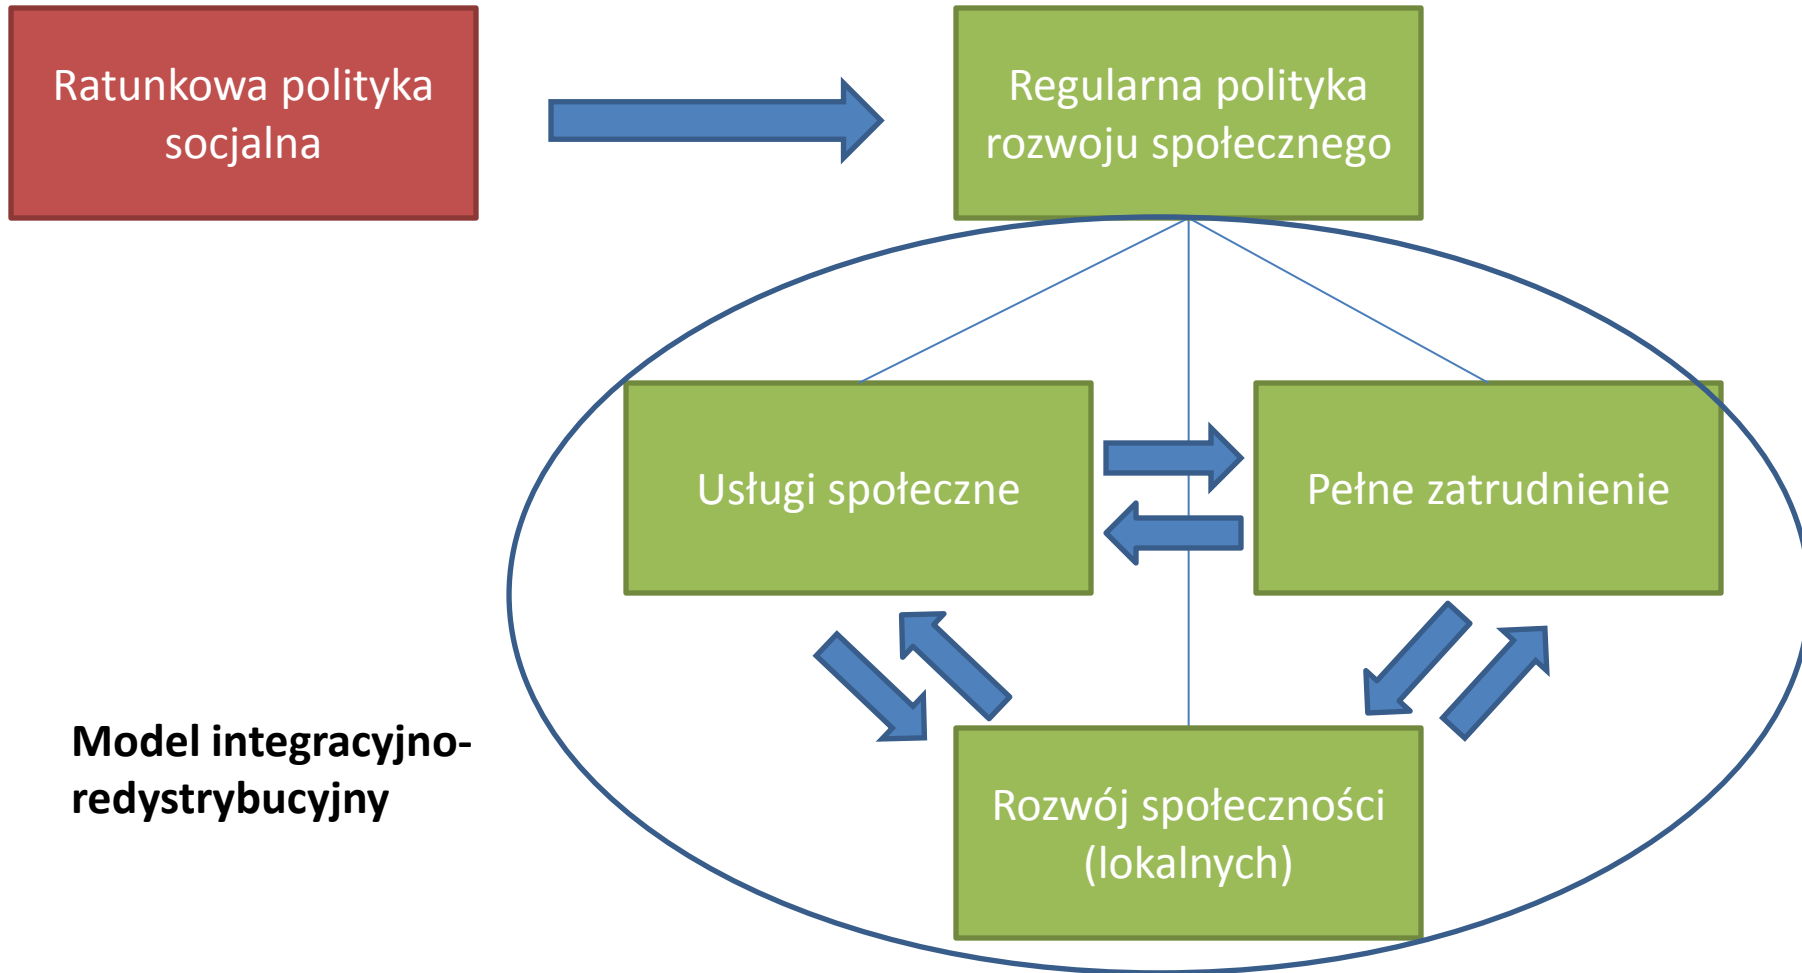 Ratunkowa polityka
socjalna
Regularna polityka
rozwoju społecznego
Usługi społeczne
Pełne zatrudnienie
Model integracyjno-
redystrybucyjny
Rozwój społeczności
(lokalnych)